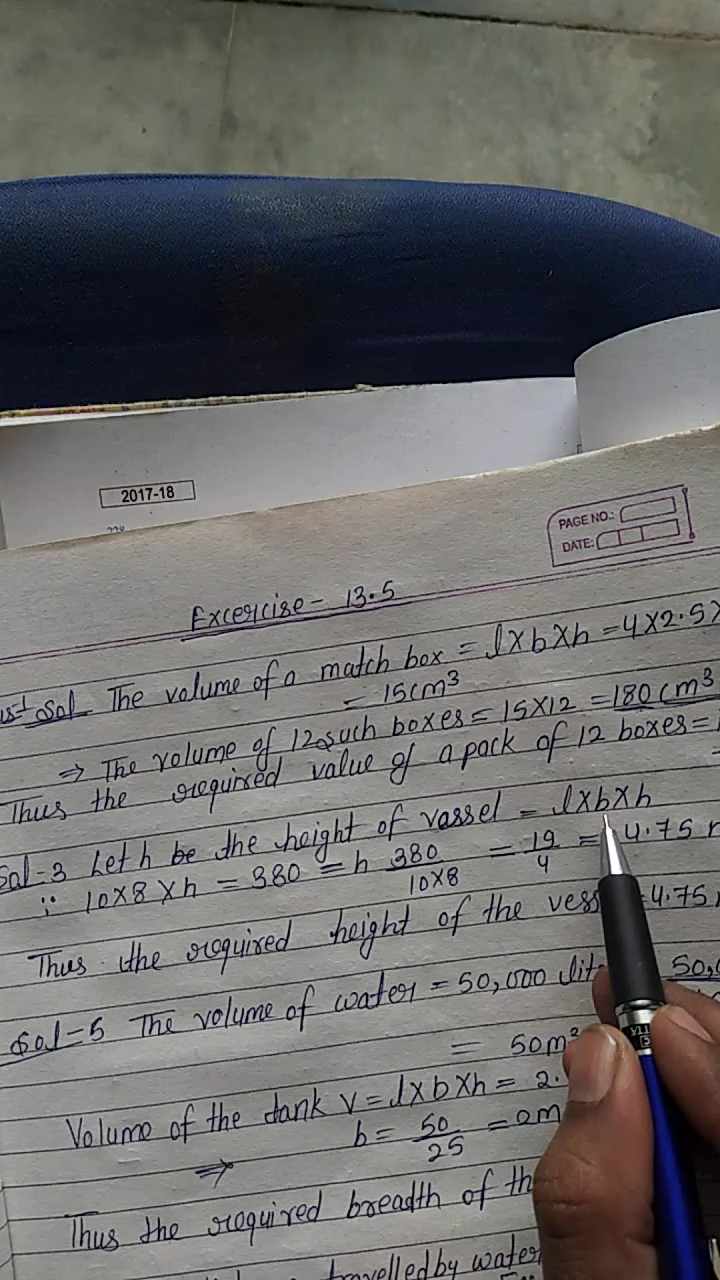 2017-18
PAGE NO.:
DATE:
Excercise - 13.5
Sol The volume of a match box = l×b×h = 4×2.5×
= 15cm³
⇒ The volume of 12 such boxes = 15×12 = 180cm³
Thus the required value of a pack of 12 boxes =
Sol-3 Let h be the height of vassel = l×b×h
∴ 10×8×h = 380 = h 380/10×8 = 19/4 = 4.75
Thus the required height of the vess 4.75
Sol-5 The volume of water = 50,000 lit 50,
= 50m³
Volume of the tank V = l×b×h = 2.
⇒ b = 50/25 = 2m
Thus the required breadth of th
travelled by water